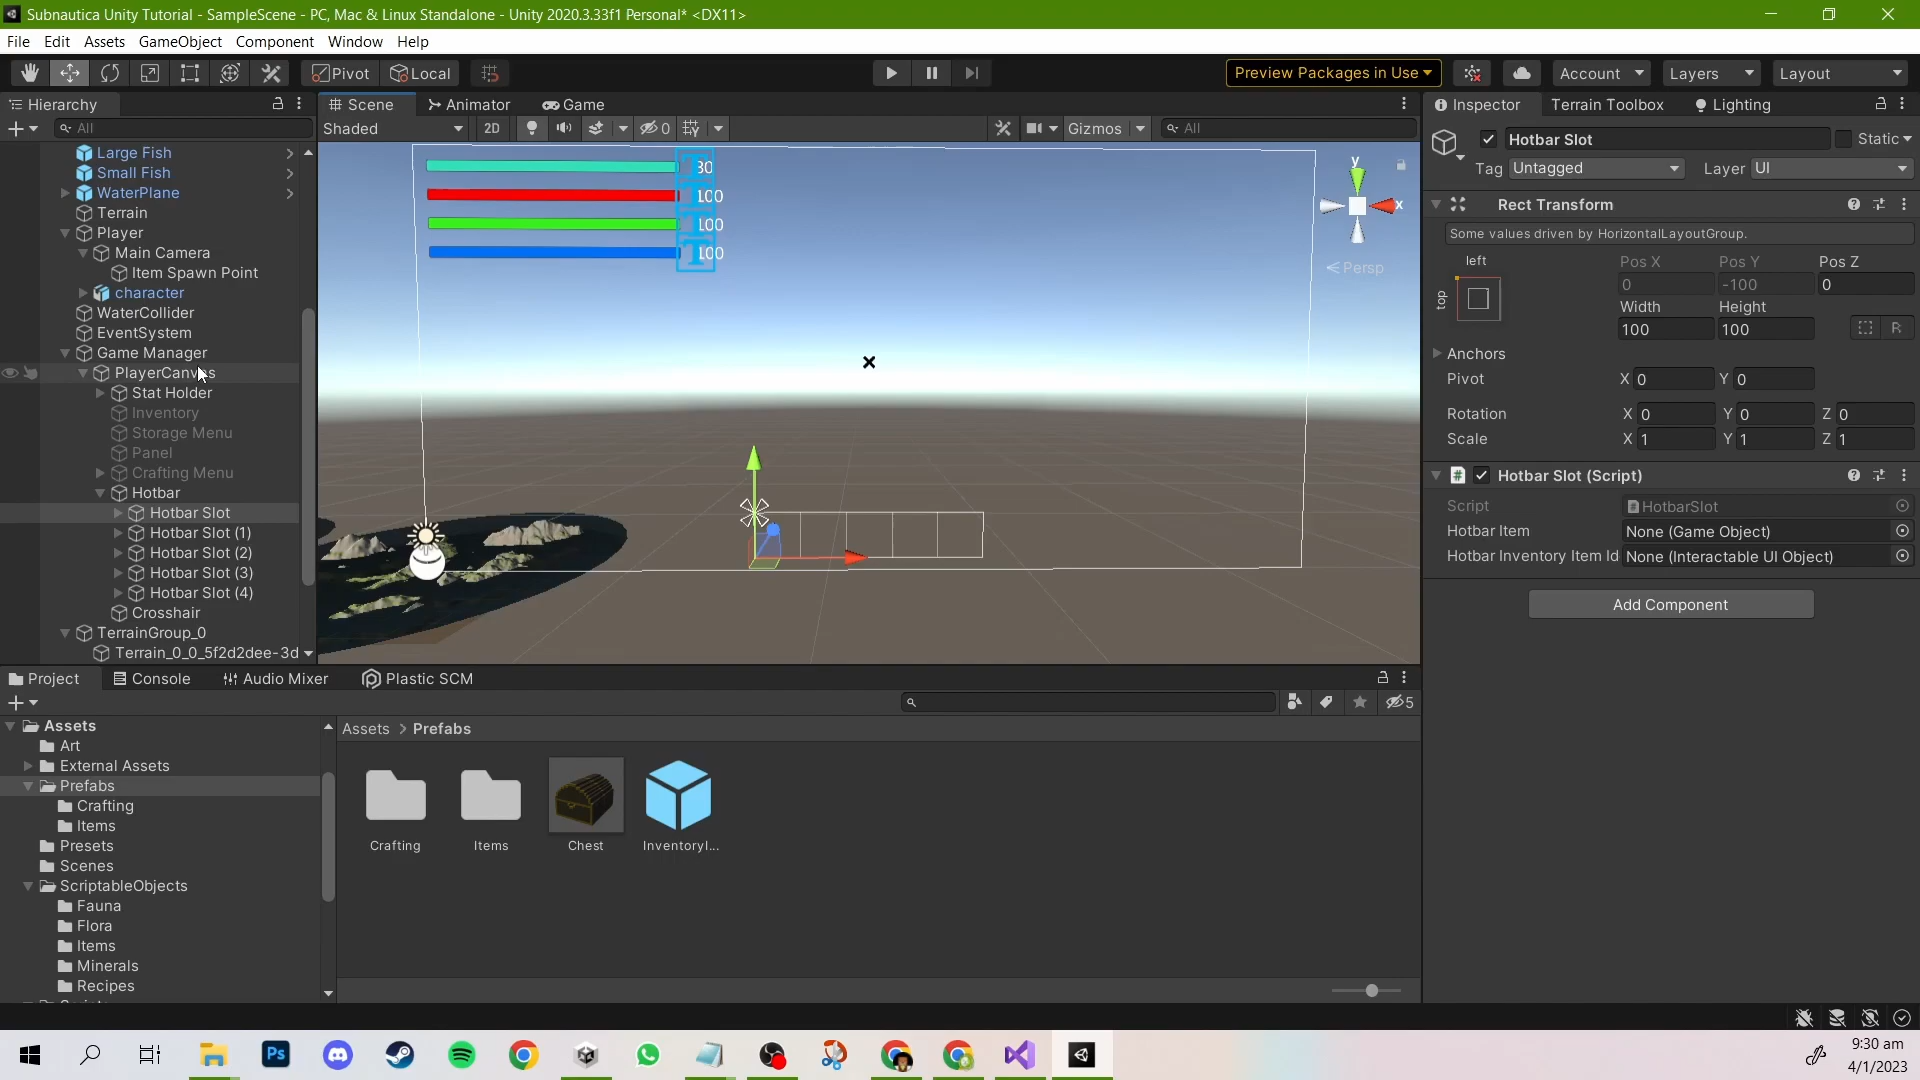 Subnautica Unity Tutorial - SampleScene - PC, Mac & Linux Standalone - Unity 2020.3.33f1 Personal* <DX11>
File Edit Assets GameObject Component Window Help
Pivot Local Preview Packages in Use Account Layers Layout
Hierarchy
All
Large Fish
Small Fish
WaterPlane
Terrain
Player
Main Camera
Item Spawn Point
character
WaterCollider
EventSystem
Game Manager
PlayerCanvas
Stat Holder
Inventory
Storage Menu
Panel
Crafting Menu
Hotbar
Hotbar Slot
Hotbar Slot (1)
Hotbar Slot (2)
Hotbar Slot (3)
Hotbar Slot (4)
Crosshair
TerrainGroup_0
Terrain_0_0_5f2d2dee-3d
Scene Animator Game
Shaded 2D 0 Gizmos All
30
100
100
100
y
x
Persp
Inspector Terrain Toolbox Lighting
Hotbar Slot Static
Tag Untagged Layer UI
Rect Transform
Some values driven by HorizontalLayoutGroup.
left Pos X Pos Y Pos Z
top 0 -100 0
Width Height
100 100 R
Anchors
Pivot X 0 Y 0
Rotation X 0 Y 0 Z 0
Scale X 1 Y 1 Z 1
# Hotbar Slot (Script)
Script HotbarSlot
Hotbar Item None (Game Object)
Hotbar Inventory Item Id None (Interactable UI Object)
Add Component
Project Console Audio Mixer Plastic SCM
5
Assets
Art
External Assets
Prefabs
Crafting
Items
Presets
Scenes
ScriptableObjects
Fauna
Flora
Items
Minerals
Recipes
Assets > Prefabs
Crafting Items Chest InventoryI...
Ps
9:30 am
4/1/2023